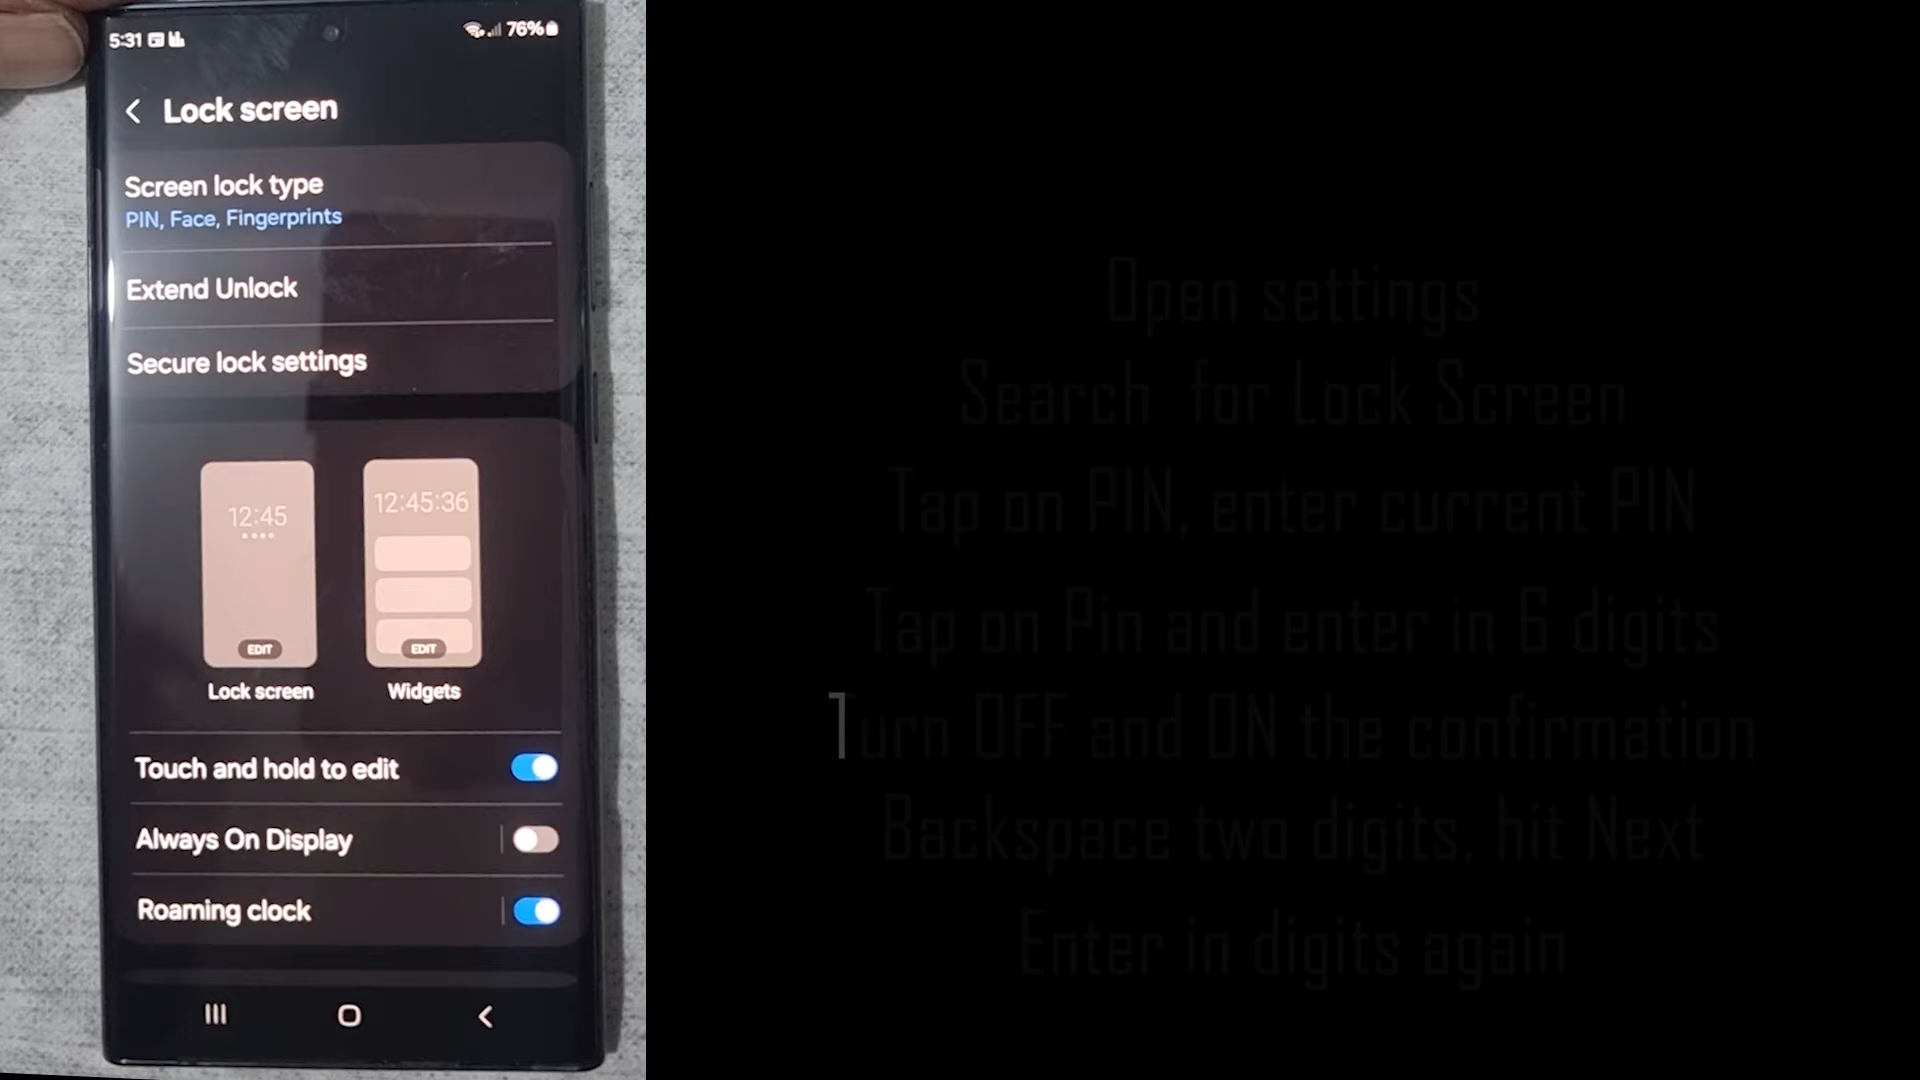 5:31
76%
Lock screen
Screen lock type
PIN, Face, Fingerprints
Extend Unlock
Secure lock settings
12:45
12:45:36
EDIT
EDIT
Lock screen
Widgets
Touch and hold to edit
Always On Display
Roaming clock
Open settings
Search for Lock Screen
Tap on PIN, enter current PIN
Tap on Pin and enter in 6 digits
Turn OFF and ON the confirmation
Backspace two digits, hit Next
Enter in digits again